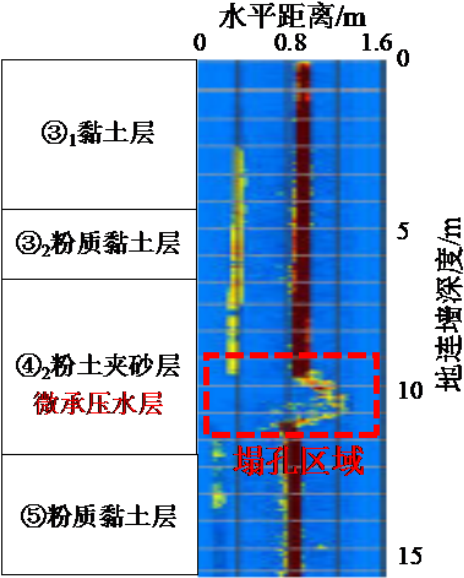 水平距离/m
0 0.8 1.6
0
③₁黏土层
③₂粉质黏土层
5
地连墙深度/m
④₂粉土夹砂层
微承压水层
10
塌孔区域
⑤粉质黏土层
15